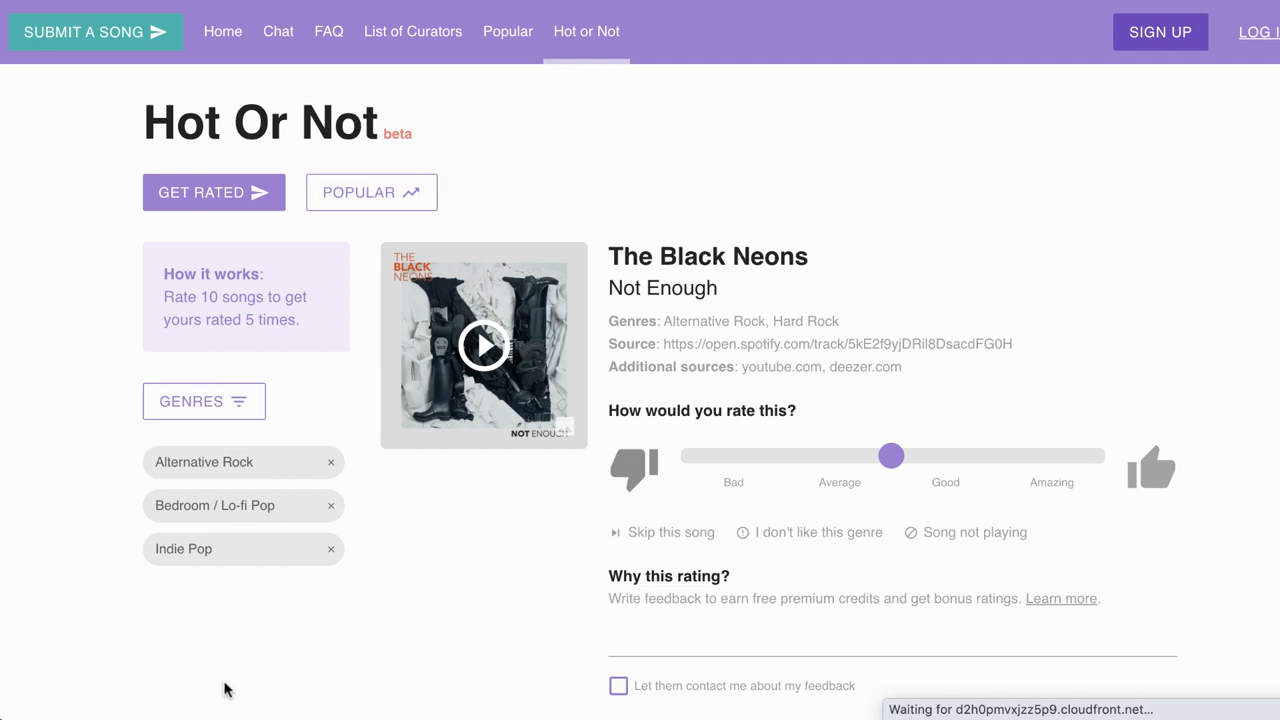 SUBMIT A SONG
Home
Chat
FAQ
List of Curators
Popular
Hot or Not
SIGN UP
LOG I
Hot Or Not beta
GET RATED
POPULAR
How it works:
Rate 10 songs to get
yours rated 5 times.
GENRES
Alternative Rock ×
Bedroom / Lo-fi Pop ×
Indie Pop ×
THE
BLACK
NEONS
NOT ENOUGH
The Black Neons
Not Enough
Genres: Alternative Rock, Hard Rock
Source: https://open.spotify.com/track/5kE2f9yjDRil8DsacdFG0H
Additional sources: youtube.com, deezer.com
How would you rate this?
Bad
Average
Good
Amazing
Skip this song
I don't like this genre
Song not playing
Why this rating?
Write feedback to earn free premium credits and get bonus ratings. Learn more.
Let them contact me about my feedback
Waiting for d2h0pmvxjzz5p9.cloudfront.net...